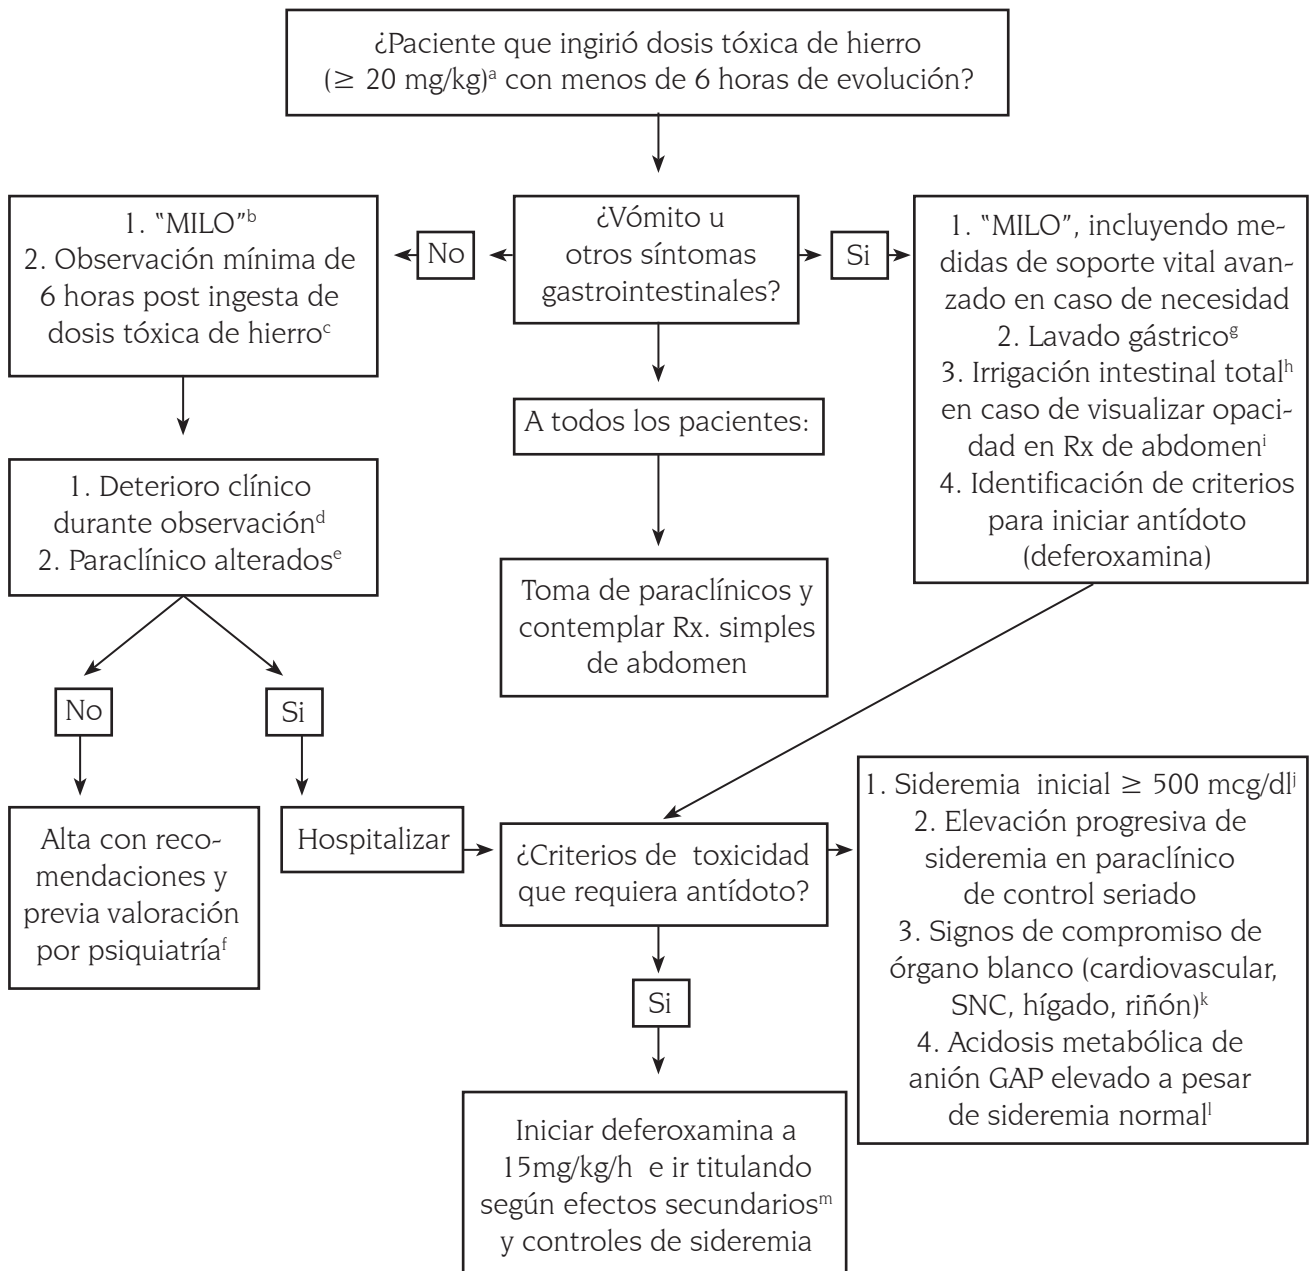 ¿Paciente que ingirió dosis tóxica de hierro
(≥ 20 mg/kg)ᵃ con menos de 6 horas de evolución?
1. “MILO”ᵇ
2. Observación mínima de
6 horas post ingesta de
dosis tóxica de hierroᶜ
No
¿Vómito u
otros síntomas
gastrointestinales?
Si
1. “MILO”, incluyendo me-
didas de soporte vital avan-
zado en caso de necesidad
2. Lavado gástricoᵍ
3. Irrigación intestinal totalʰ
en caso de visualizar opaci-
dad en Rx de abdomenⁱ
4. Identificación de criterios
para iniciar antídoto
(deferoxamina)
A todos los pacientes:
1. Deterioro clínico
durante observaciónᵈ
2. Paraclínico alteradosᵉ
Toma de paraclínicos y
contemplar Rx. simples
de abdomen
No
Si
Alta con reco-
mendaciones y
previa valoración
por psiquiatríaᶠ
Hospitalizar
¿Criterios de toxicidad
que requiera antídoto?
1. Sideremia inicial ≥ 500 mcg/dlʲ
2. Elevación progresiva de
sideremia en paraclínico
de control seriado
3. Signos de compromiso de
órgano blanco (cardiovascular,
SNC, hígado, riñón)ᵏ
4. Acidosis metabólica de
anión GAP elevado a pesar
de sideremia normalˡ
Si
Iniciar deferoxamina a
15mg/kg/h e ir titulando
según efectos secundariosᵐ
y controles de sideremia